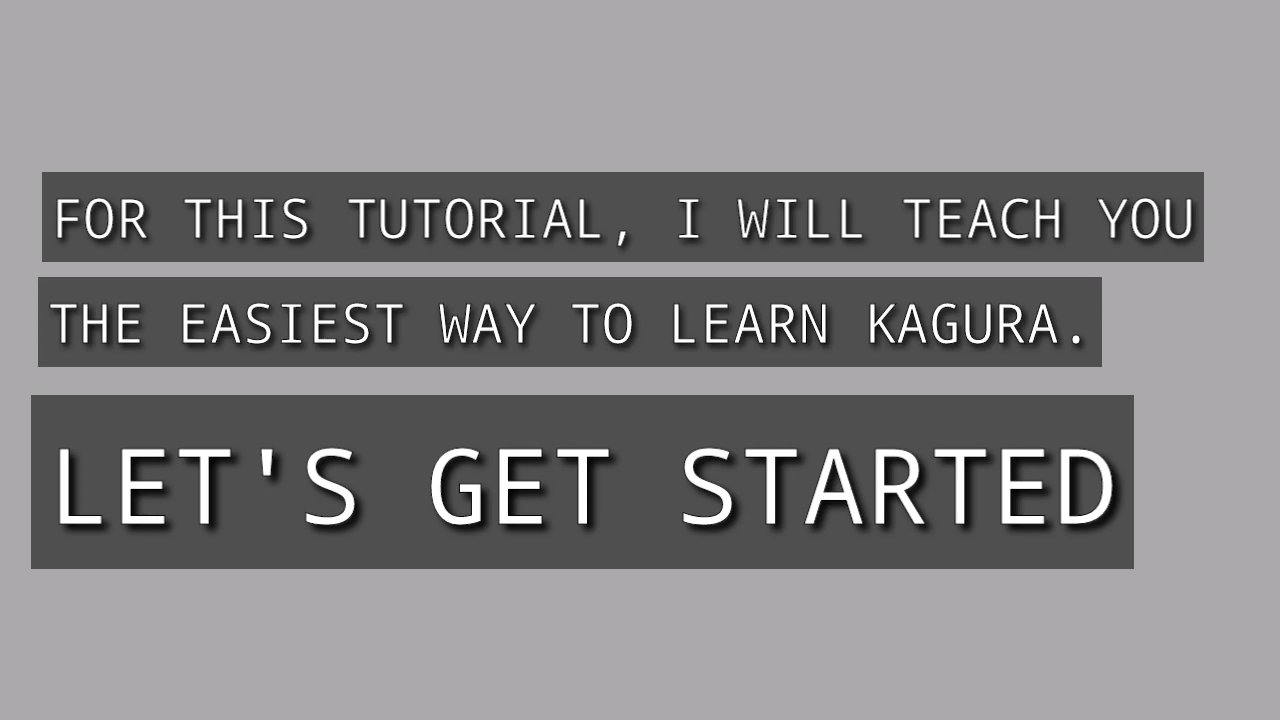 FOR THIS TUTORIAL, I WILL TEACH YOU
THE EASIEST WAY TO LEARN KAGURA.
LET'S GET STARTED